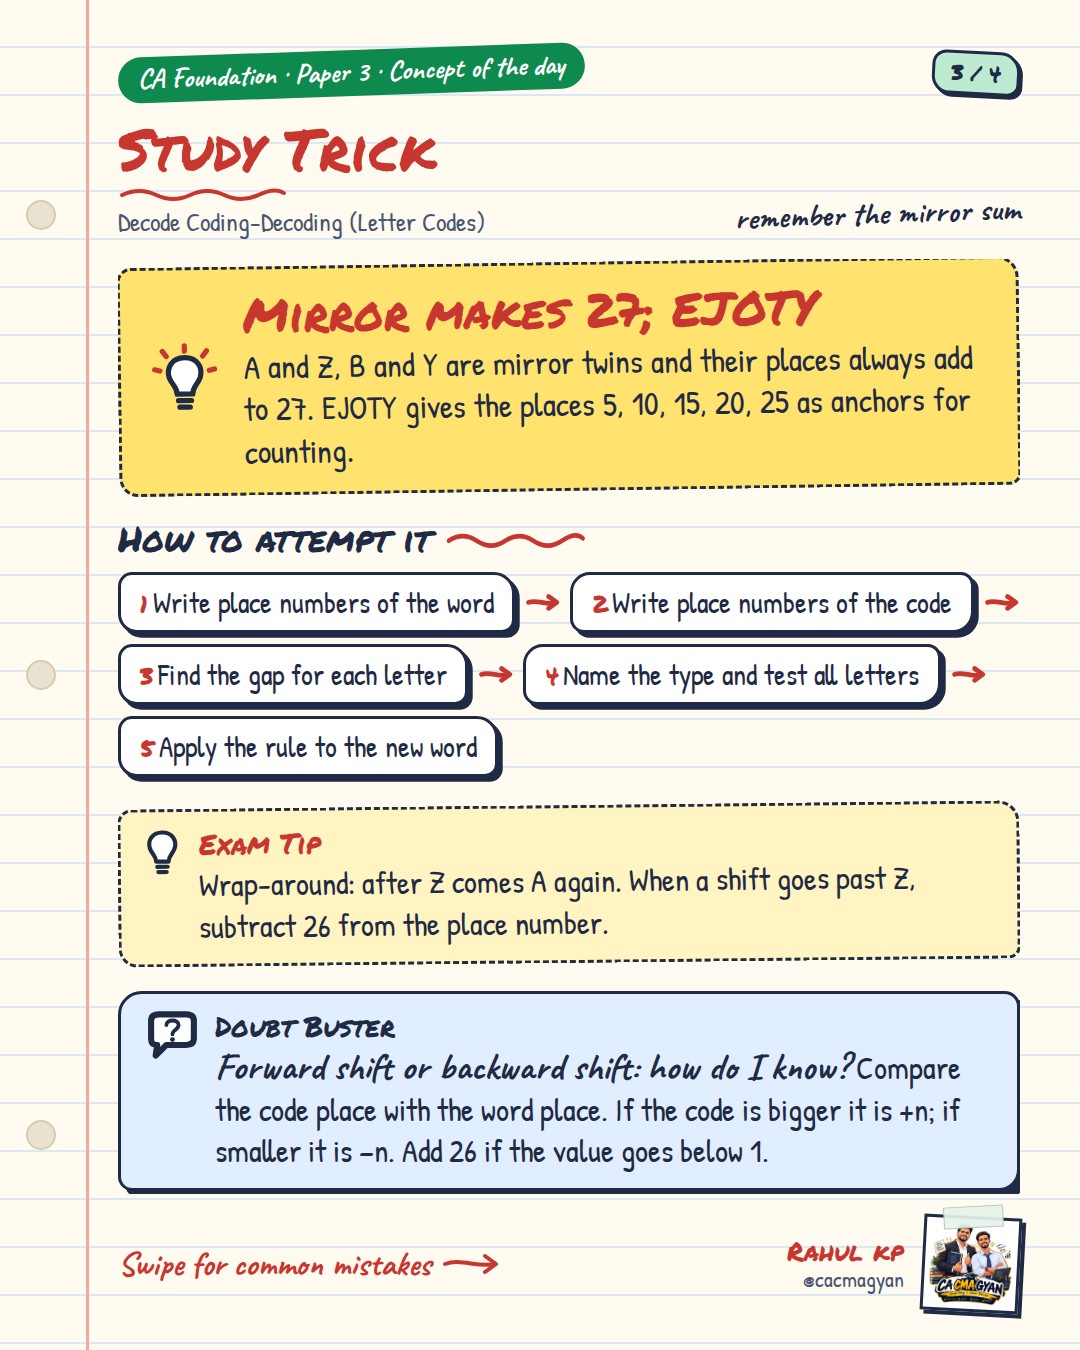 CA Foundation · Paper 3 · Concept of the day
3 / 4
Study Trick
Decode Coding-Decoding (Letter Codes)
remember the mirror sum
Mirror makes 27; EJOTY
A and Z, B and Y are mirror twins and their places always add
to 27. EJOTY gives the places 5, 10, 15, 20, 25 as anchors for
counting.
How to attempt it
1 Write place numbers of the word → 2 Write place numbers of the code →
3 Find the gap for each letter → 4 Name the type and test all letters →
5 Apply the rule to the new word
Exam Tip
Wrap-around: after Z comes A again. When a shift goes past Z,
subtract 26 from the place number.
Doubt Buster
Forward shift or backward shift: how do I know? Compare
the code place with the word place. If the code is bigger it is +n; if
smaller it is −n. Add 26 if the value goes below 1.
Swipe for common mistakes →
Rahul KP
@cacmagyan
CA CMA GYAN